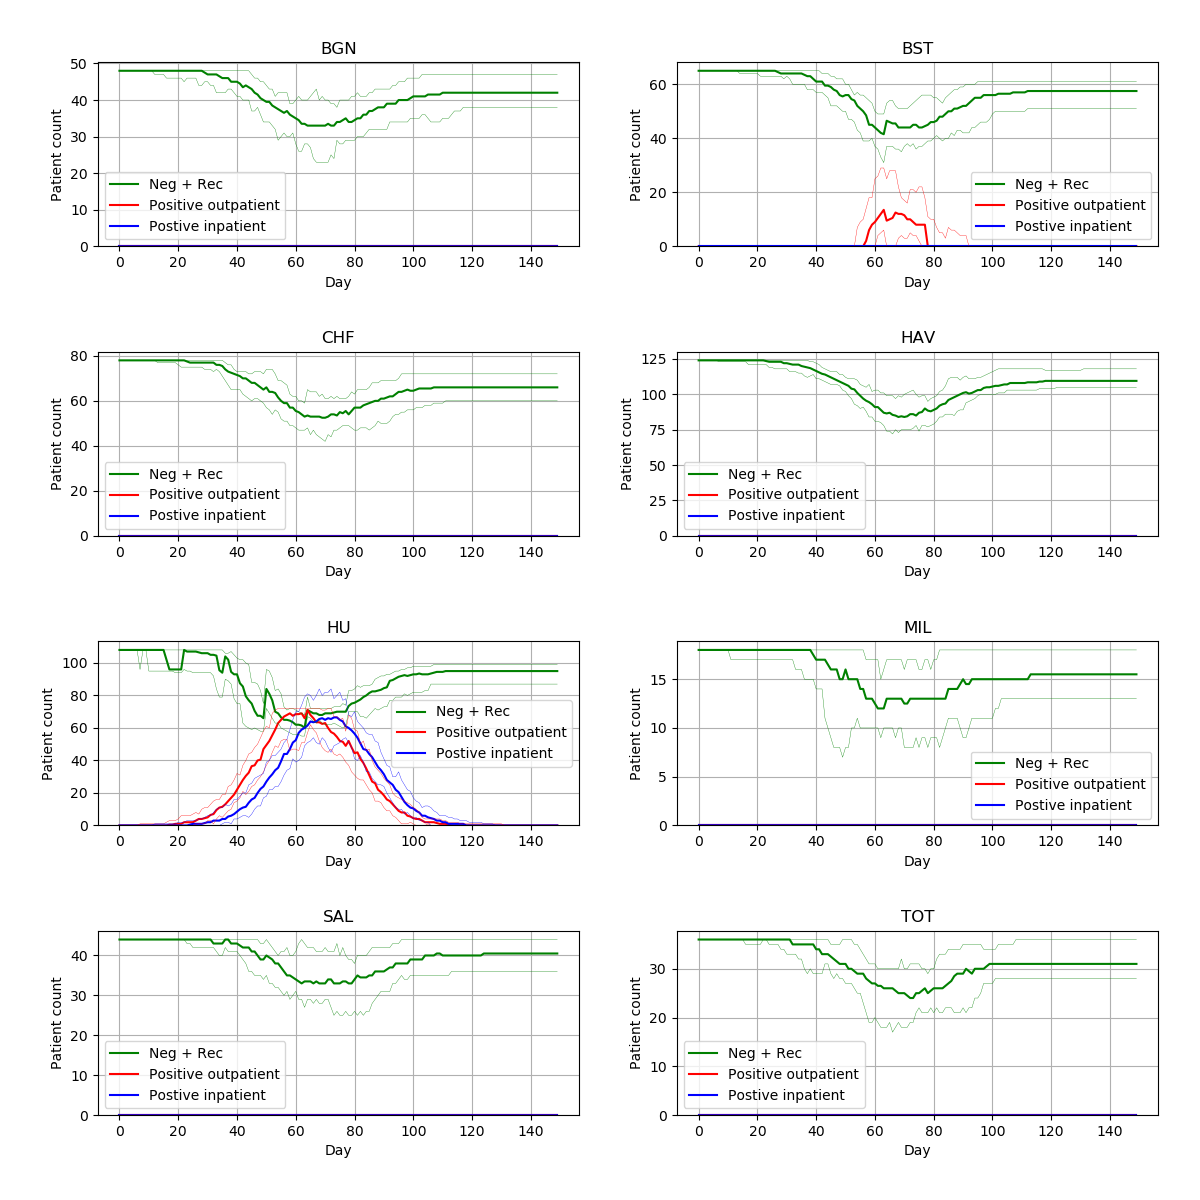 BGN
Patient count
50
40
30
20
10
0
Neg + Rec
Positive outpatient
Postive inpatient
0 20 40 60 80 100 120 140
Day
BST
Patient count
60
40
20
0
Neg + Rec
Positive outpatient
Postive inpatient
0 20 40 60 80 100 120 140
Day
CHF
Patient count
80
60
40
20
0
Neg + Rec
Positive outpatient
Postive inpatient
0 20 40 60 80 100 120 140
Day
HAV
Patient count
125
100
75
50
25
0
Neg + Rec
Positive outpatient
Postive inpatient
0 20 40 60 80 100 120 140
Day
HU
Patient count
100
80
60
40
20
0
Neg + Rec
Positive outpatient
Postive inpatient
0 20 40 60 80 100 120 140
Day
MIL
Patient count
15
10
5
0
Neg + Rec
Positive outpatient
Postive inpatient
0 20 40 60 80 100 120 140
Day
SAL
Patient count
40
30
20
10
0
Neg + Rec
Positive outpatient
Postive inpatient
0 20 40 60 80 100 120 140
Day
TOT
Patient count
30
20
10
0
Neg + Rec
Positive outpatient
Postive inpatient
0 20 40 60 80 100 120 140
Day